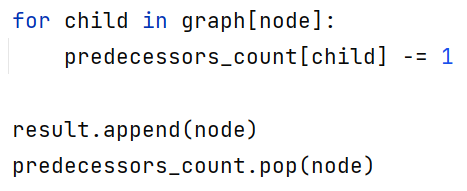 for child in graph[node]:
    predecessors_count[child] -= 1
result.append(node)
predecessors_count.pop(node)